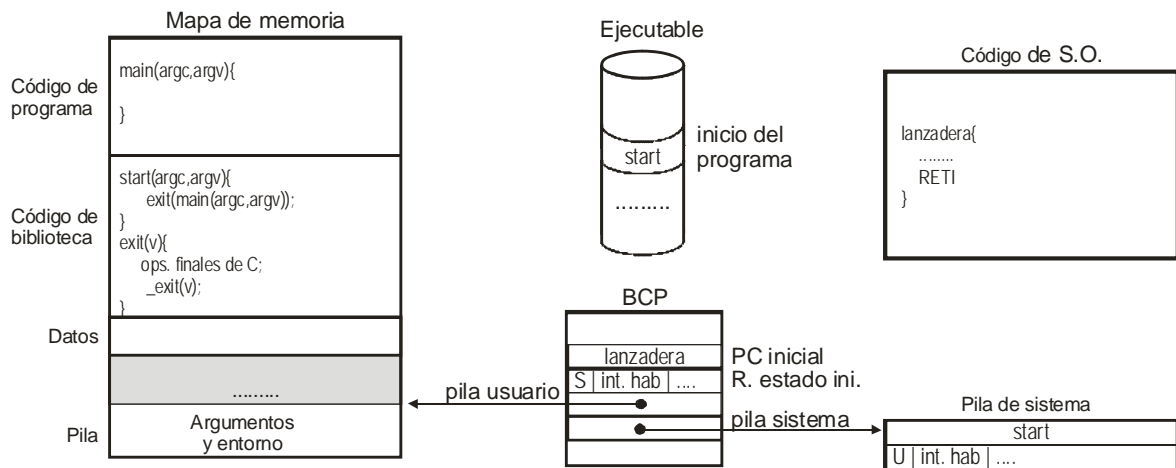 Mapa de memoria
Código de
programa
main(argc,argv){
}
Código de
biblioteca
start(argc,argv){
exit(main(argc,argv));
}
exit(v){
ops. finales de C;
_exit(v);
}
Datos
.........
Pila
Argumentos
y entorno
Ejecutable
start
.........
inicio del
programa
Código de S.O.
lanzadera{
........
RETI
}
BCP
lanzadera
PC inicial
S | int. hab | ....
R. estado ini.
pila usuario
pila sistema
Pila de sistema
start
U | int. hab | ....